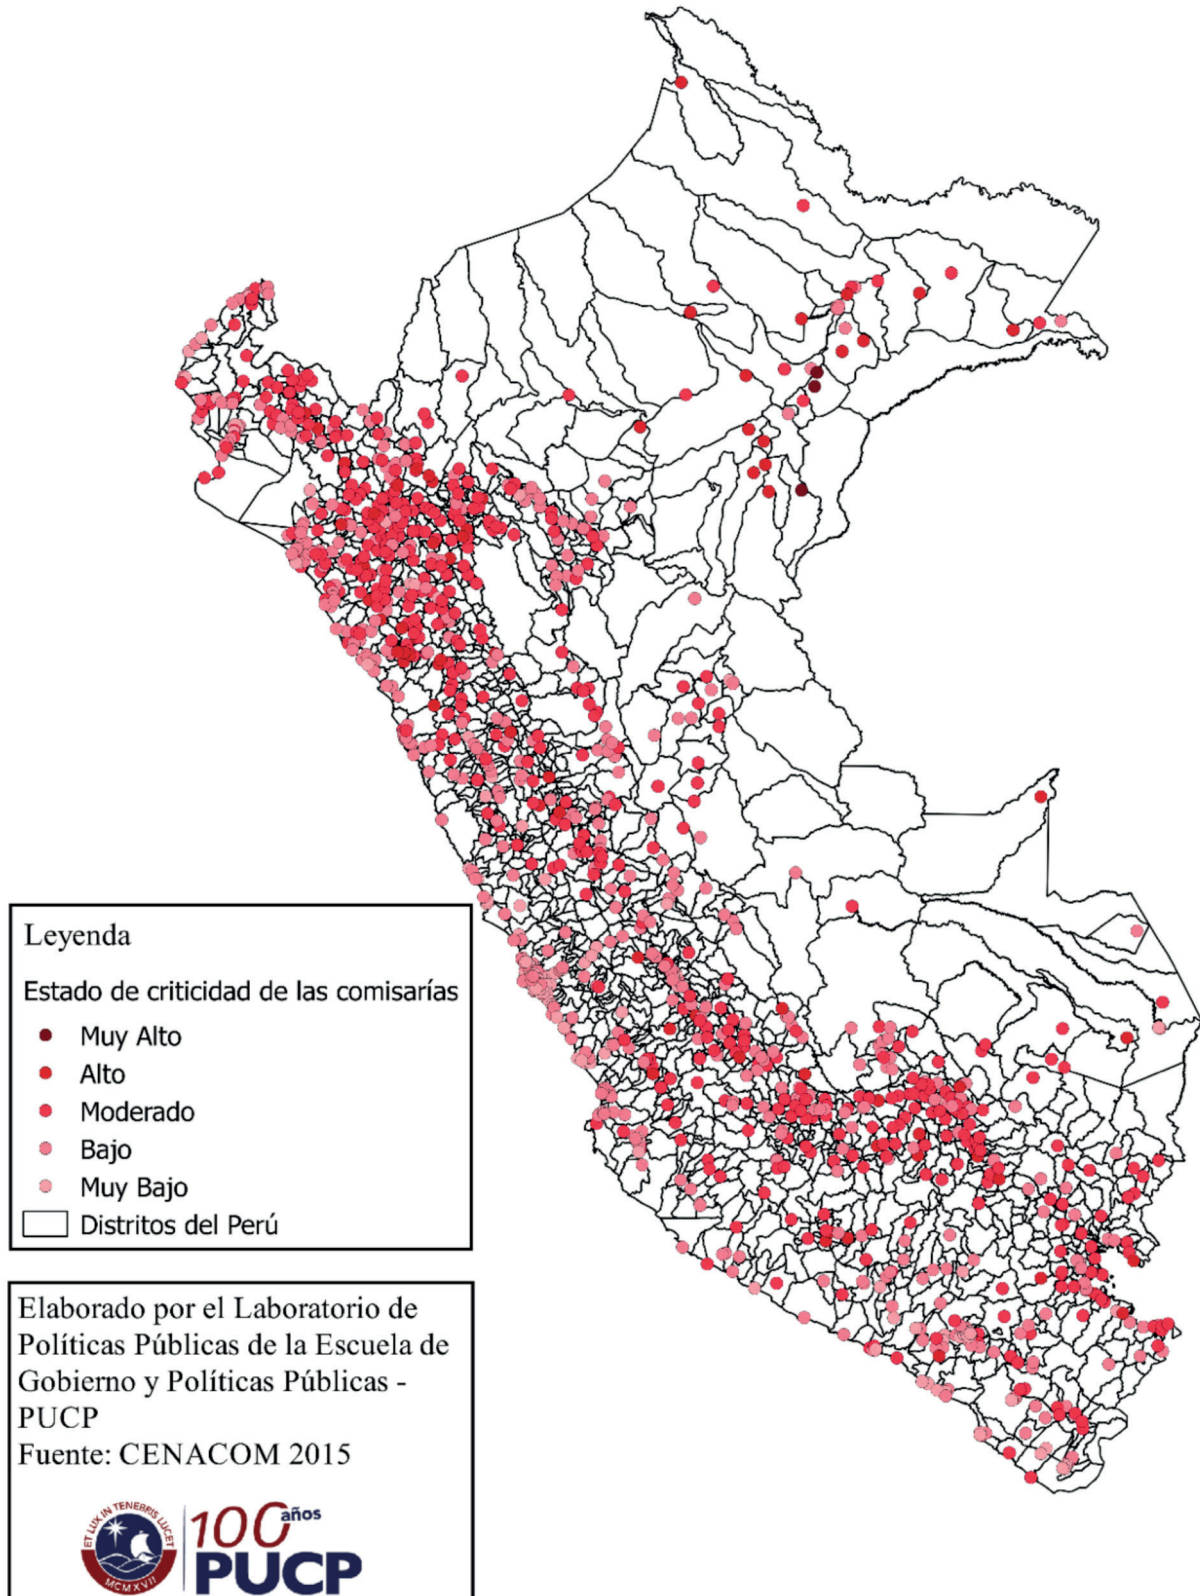 Leyenda
Estado de criticidad de las comisarías
Muy Alto
Alto
Moderado
Bajo
Muy Bajo
Distritos del Perú
Elaborado por el Laboratorio de
Políticas Públicas de la Escuela de
Gobierno y Políticas Públicas -
PUCP
Fuente: CENACOM 2015
ET LUX IN TENEBRIS LUCET
MCMXVII
100 años
PUCP